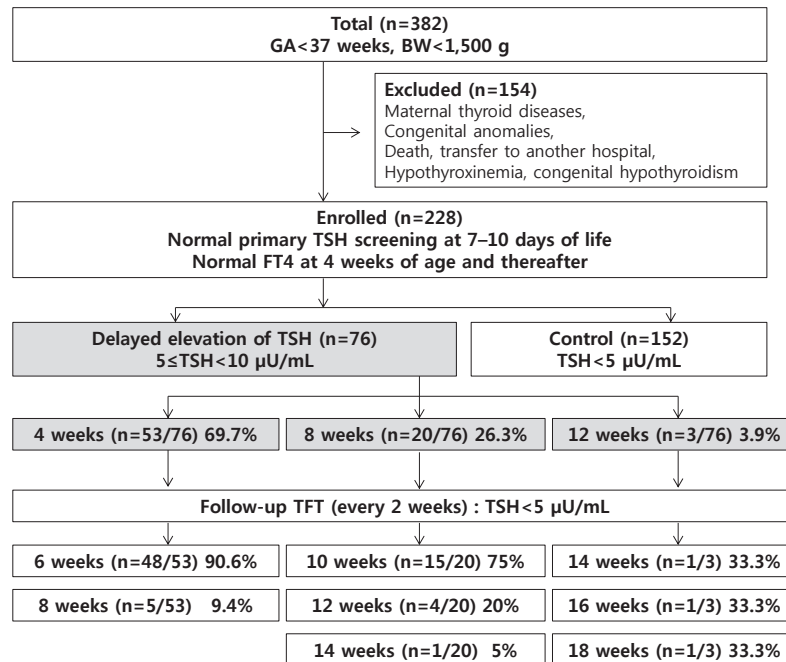 Total (n=382)
GA<37 weeks, BW<1,500 g
Excluded (n=154)
Maternal thyroid diseases,
Congenital anomalies,
Death, transfer to another hospital,
Hypothyroxinemia, congenital hypothyroidism
Enrolled (n=228)
Normal primary TSH screening at 7–10 days of life
Normal FT4 at 4 weeks of age and thereafter
Delayed elevation of TSH (n=76)
5≤TSH<10 μU/mL
Control (n=152)
TSH<5 μU/mL
4 weeks (n=53/76) 69.7%
8 weeks (n=20/76) 26.3%
12 weeks (n=3/76) 3.9%
Follow-up TFT (every 2 weeks) : TSH<5 μU/mL
6 weeks (n=48/53) 90.6%
10 weeks (n=15/20) 75%
14 weeks (n=1/3) 33.3%
8 weeks (n=5/53) 9.4%
12 weeks (n=4/20) 20%
16 weeks (n=1/3) 33.3%
14 weeks (n=1/20) 5%
18 weeks (n=1/3) 33.3%